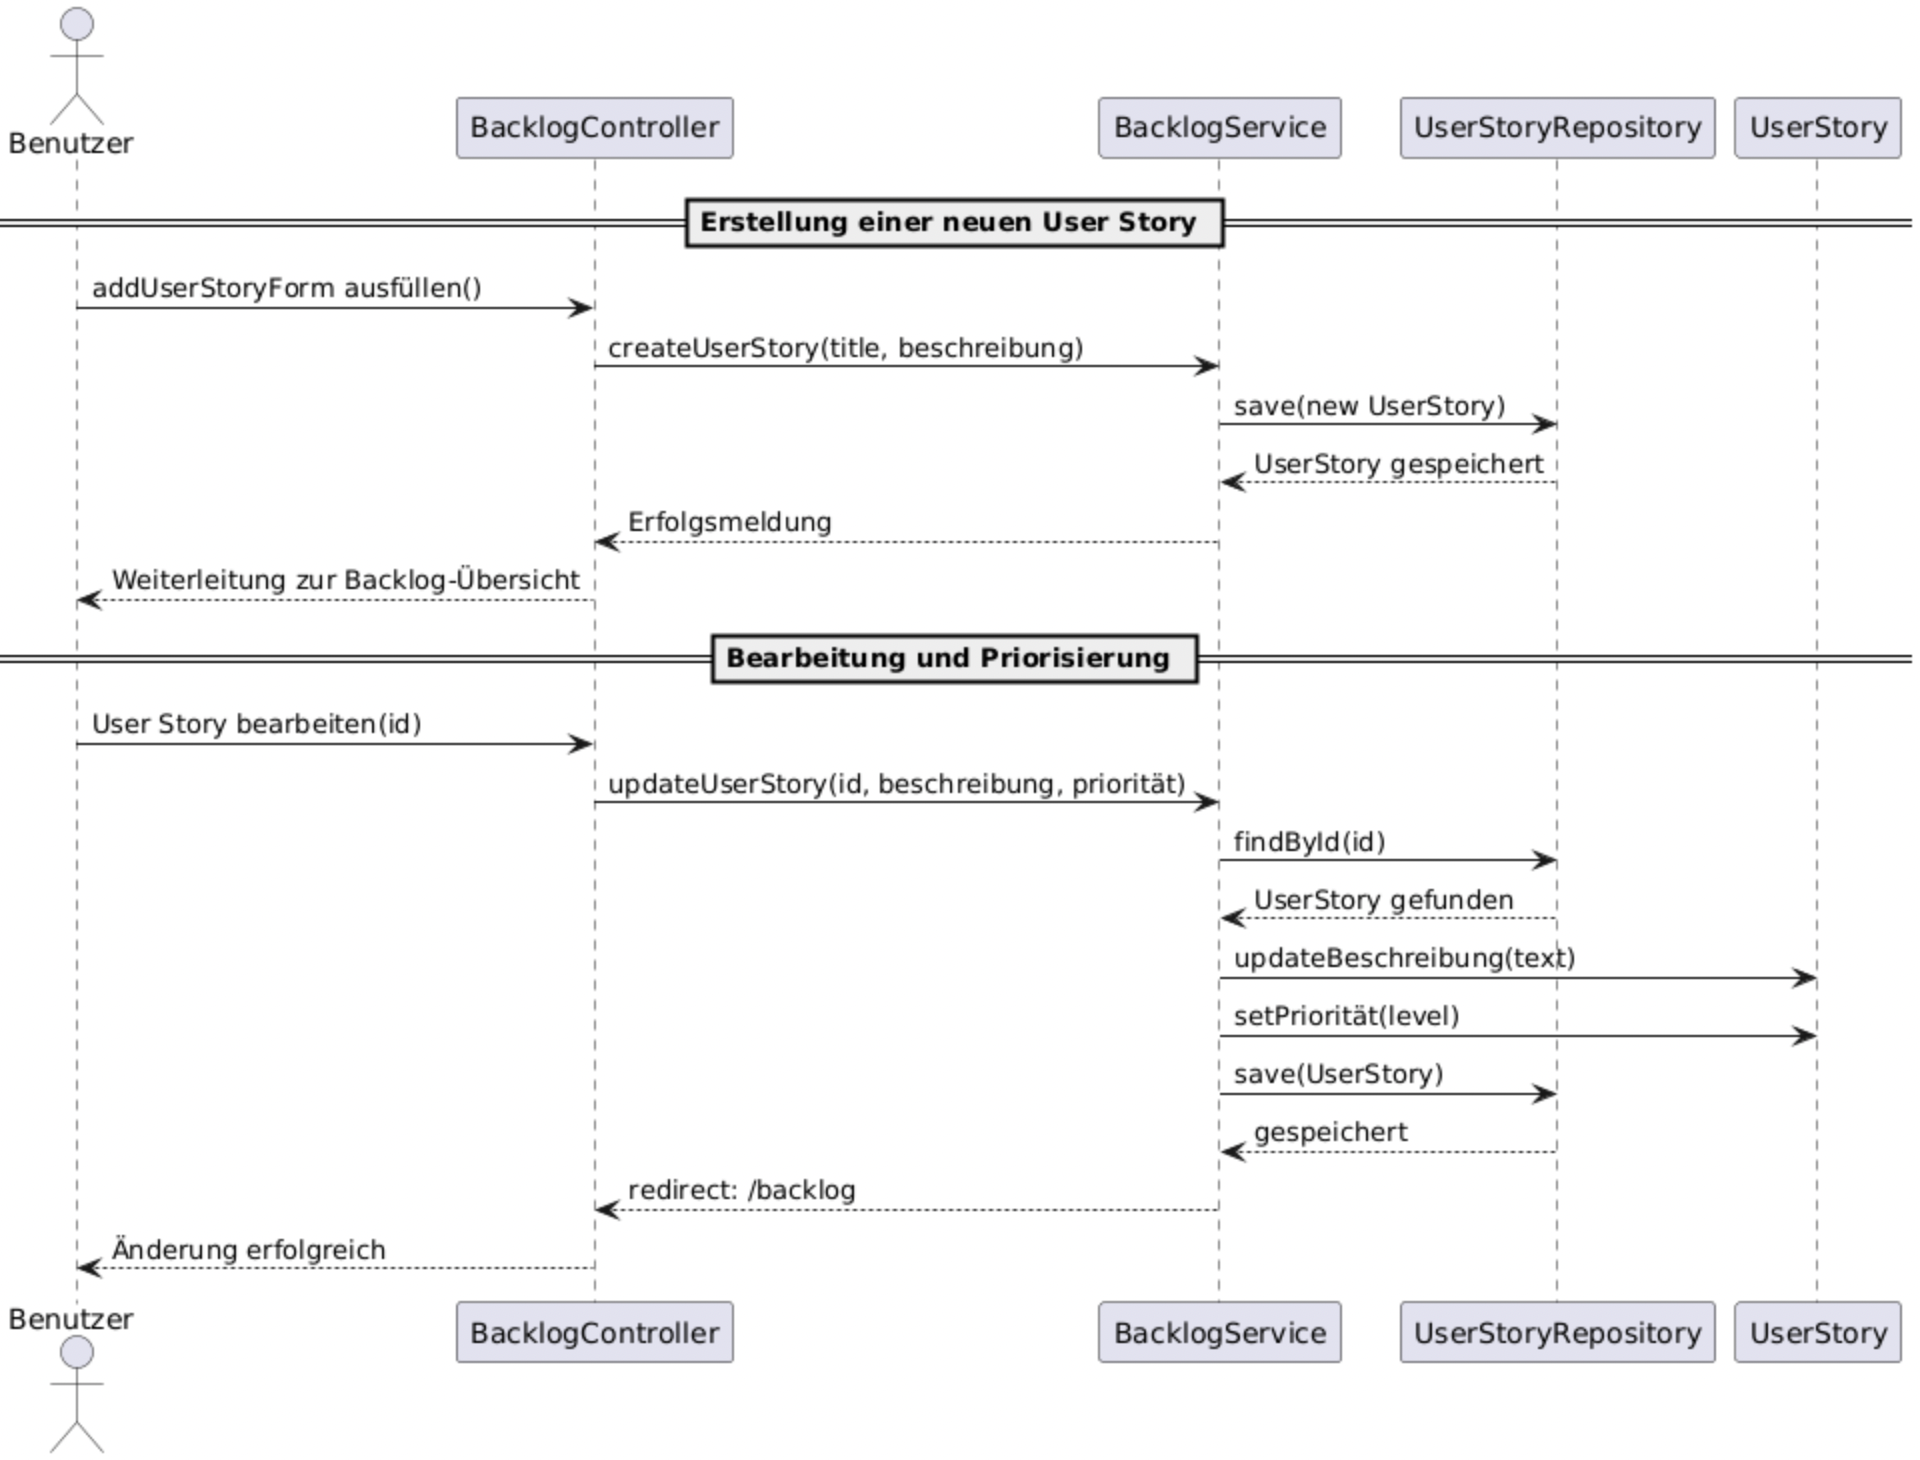 Benutzer
BacklogController
BacklogService
UserStoryRepository
UserStory
Erstellung einer neuen User Story
addUserStoryForm ausfüllen()
createUserStory(title, beschreibung)
save(new UserStory)
UserStory gespeichert
Erfolgsmeldung
Weiterleitung zur Backlog-Übersicht
Bearbeitung und Priorisierung
User Story bearbeiten(id)
updateUserStory(id, beschreibung, priorität)
findById(id)
UserStory gefunden
updateBeschreibung(text)
setPriorität(level)
save(UserStory)
gespeichert
redirect: /backlog
Änderung erfolgreich
Benutzer
BacklogController
BacklogService
UserStoryRepository
UserStory